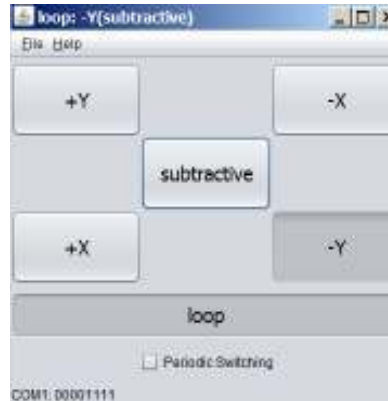 loop: -Y(subtractive)
File Help
+Y -X
subtractive
+X -Y
loop
Periodic Switching
COM1: 00001111